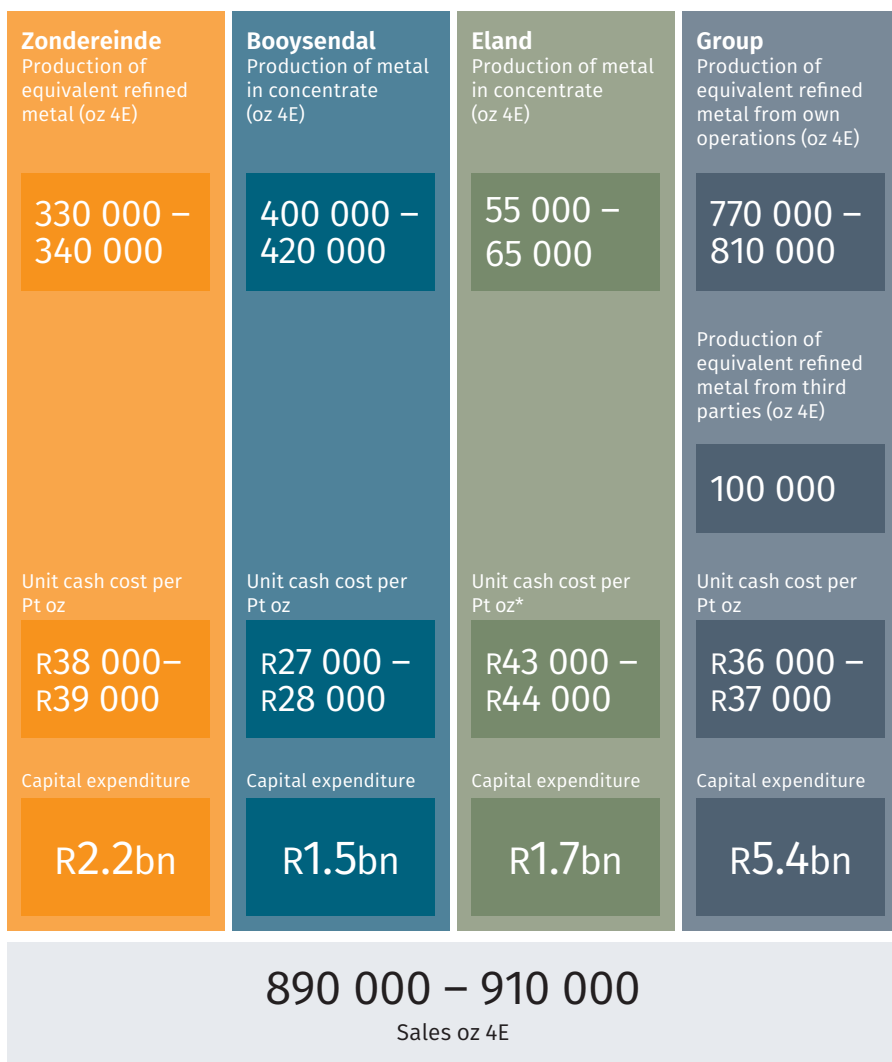 Zondereinde
Production of
equivalent refined
metal (oz 4E)
330 000 –
340 000
Unit cash cost per
Pt oz
R38 000–
R39 000
Capital expenditure
R2.2bn
Booysendal
Production of metal
in concentrate
(oz 4E)
400 000 –
420 000
Unit cash cost per
Pt oz
R27 000 –
R28 000
Capital expenditure
R1.5bn
Eland
Production of metal
in concentrate
(oz 4E)
55 000 –
65 000
Unit cash cost per
Pt oz*
R43 000 –
R44 000
Capital expenditure
R1.7bn
Group
Production of
equivalent refined
metal from own
operations (oz 4E)
770 000 –
810 000
Production of
equivalent refined
metal from third
parties (oz 4E)
100 000
Unit cash cost per
Pt oz
R36 000 –
R37 000
Capital expenditure
R5.4bn
890 000 – 910 000
Sales oz 4E